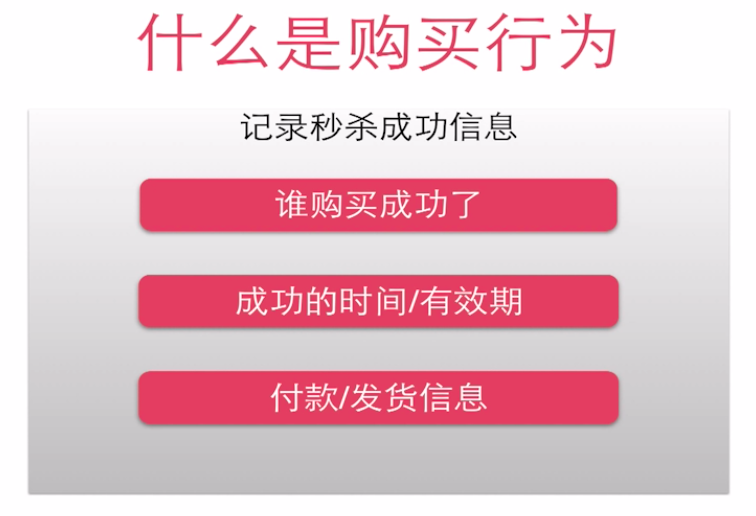 什么是购买行为
记录秒杀成功信息
谁购买成功了
成功的时间/有效期
付款/发货信息